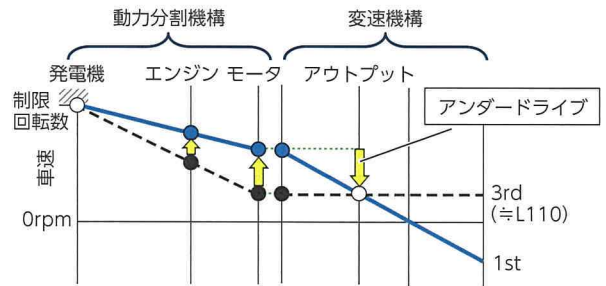 動力分割機構
変速機構
発電機
エンジン
モータ
アウトプット
制限
回転数
アンダードライブ
車速
3rd
(≒L110)
0rpm
1st